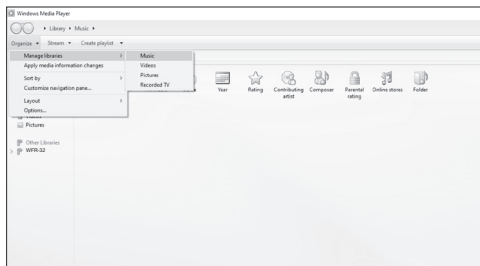 Windows Media Player
Library Music
Organize Stream Create playlist
Manage libraries
Apply media information changes
Sort by
Customize navigation pane...
Layout
Options...
Music
Videos
Pictures
Recorded TV
Year
Rating
Contributing artist
Composer
Parental rating
Online stores
Folder
Pictures
Other Libraries
WFR-32